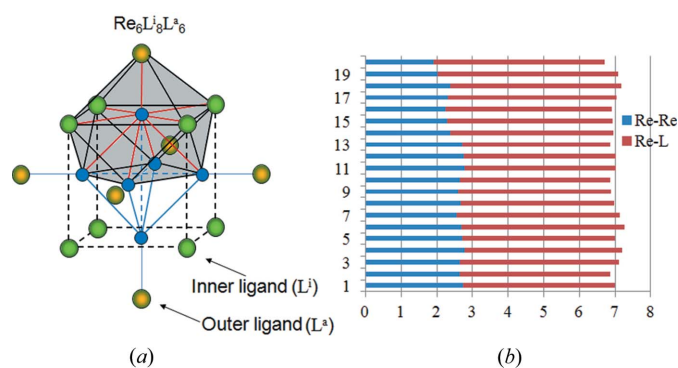 Re₆Lⁱ₈Lᵃ₆
Inner ligand (Lⁱ)
Outer ligand (Lᵃ)
(a)
19
17
15
13
11
9
7
5
3
1
0 1 2 3 4 5 6 7 8
Re-Re
Re-L
(b)